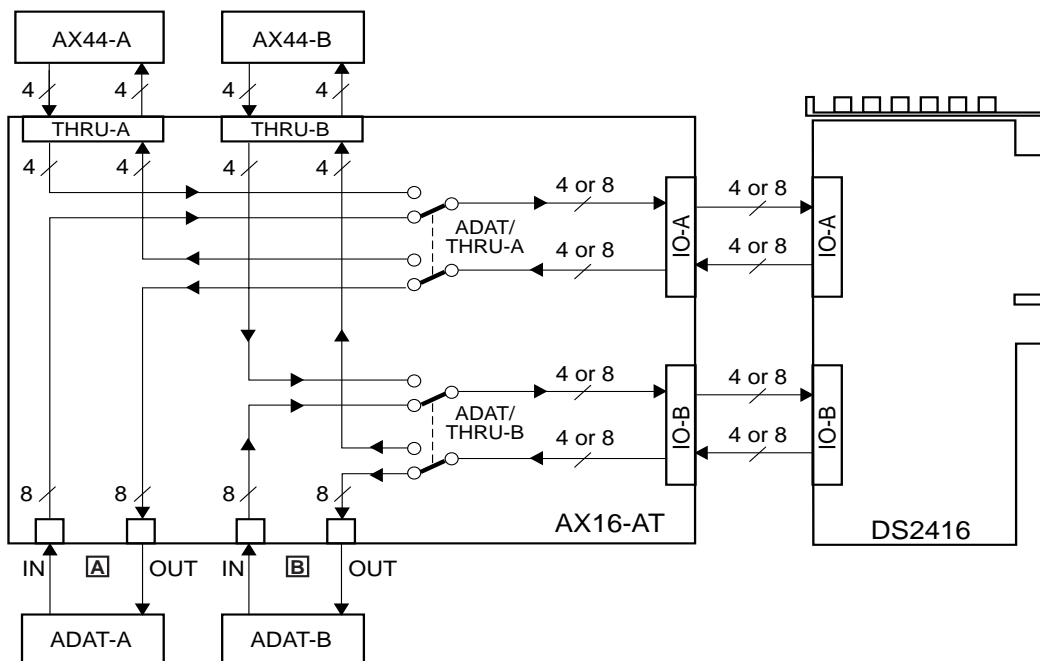 AX44-A AX44-B
4 4 4 4
THRU-A THRU-B
4 4 4 4
4 or 8 4 or 8
ADAT/
THRU-A
IO-A IO-A
4 or 8 4 or 8
4 or 8 4 or 8
ADAT/
THRU-B
IO-B IO-B
4 or 8 4 or 8
8 8 8 8
AX16-AT
DS2416
IN A OUT IN B OUT
ADAT-A ADAT-B